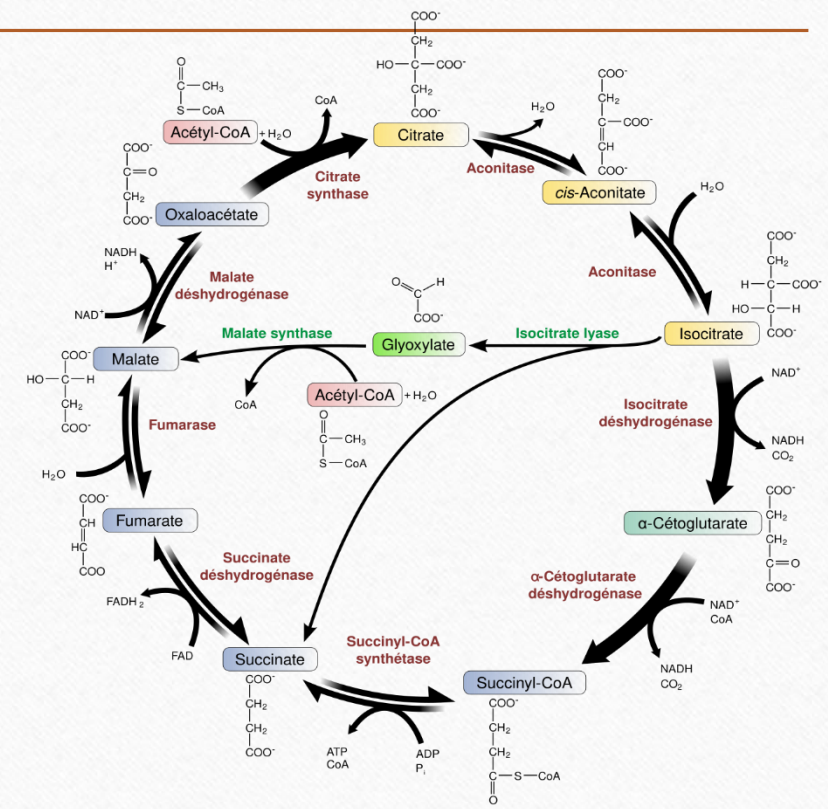 COO⁻
CH₂
HO—C—COO⁻
CH₂
COO⁻
Citrate
O
C—CH₃
S—CoA
Acétyl-CoA +H₂O
CoA
Citrate
synthase
H₂O
Aconitase
COO⁻
CH₂
C—COO⁻
CH
COO⁻
cis-Aconitate
H₂O
Aconitase
COO⁻
CH₂
H—C—COO⁻
HO—C—H
COO⁻
Isocitrate
NAD⁺
Isocitrate
déshydrogénase
NADH
CO₂
COO⁻
CH₂
CH₂
C=O
COO⁻
α-Cétoglutarate
α-Cétoglutarate
déshydrogénase
NAD⁺
CoA
NADH
CO₂
Succinyl-CoA
COO⁻
CH₂
CH₂
C—S—CoA
O
Succinyl-CoA
synthétase
ADP
Pᵢ
ATP
CoA
Succinate
COO⁻
CH₂
CH₂
COO⁻
Succinate
déshydrogénase
FAD
FADH₂
Fumarate
COO⁻
CH
HC
COO
Fumarase
H₂O
Malate
COO⁻
HO—C—H
CH₂
COO⁻
Malate
déshydrogénase
NAD⁺
NADH
H⁺
Oxaloacétate
COO⁻
C=O
CH₂
COO⁻
Isocitrate lyase
Glyoxylate
O
C
H
COO⁻
Malate synthase
Acétyl-CoA +H₂O
O
C—CH₃
S—CoA
CoA